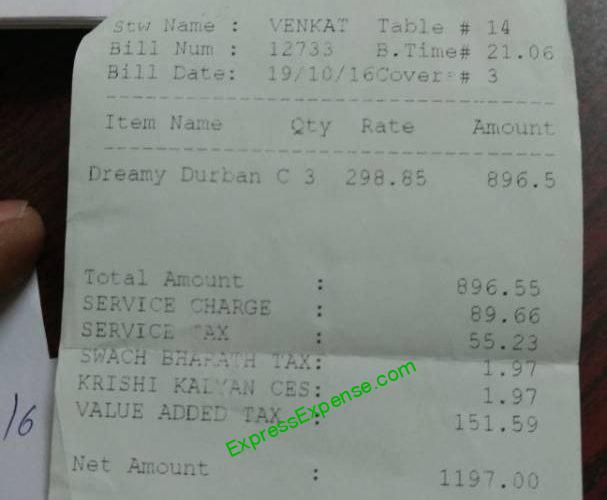 Stw Name : VENKAT Table # 14
Bill Num : 12733 B.Time# 21.06
Bill Date: 19/10/16Cover # 3
Item Name Qty Rate Amount
Dreamy Durban C 3 298.85 896.5
Total Amount : 896.55
SERVICE CHARGE : 89.66
SERVICE TAX : 55.23
SWACH BHARATH TAX: 1.97
KRISHI KALYAN CES: 1.97
VALUE ADDED TAX : 151.59
Net Amount : 1197.00
ExpressExpense.com
/6